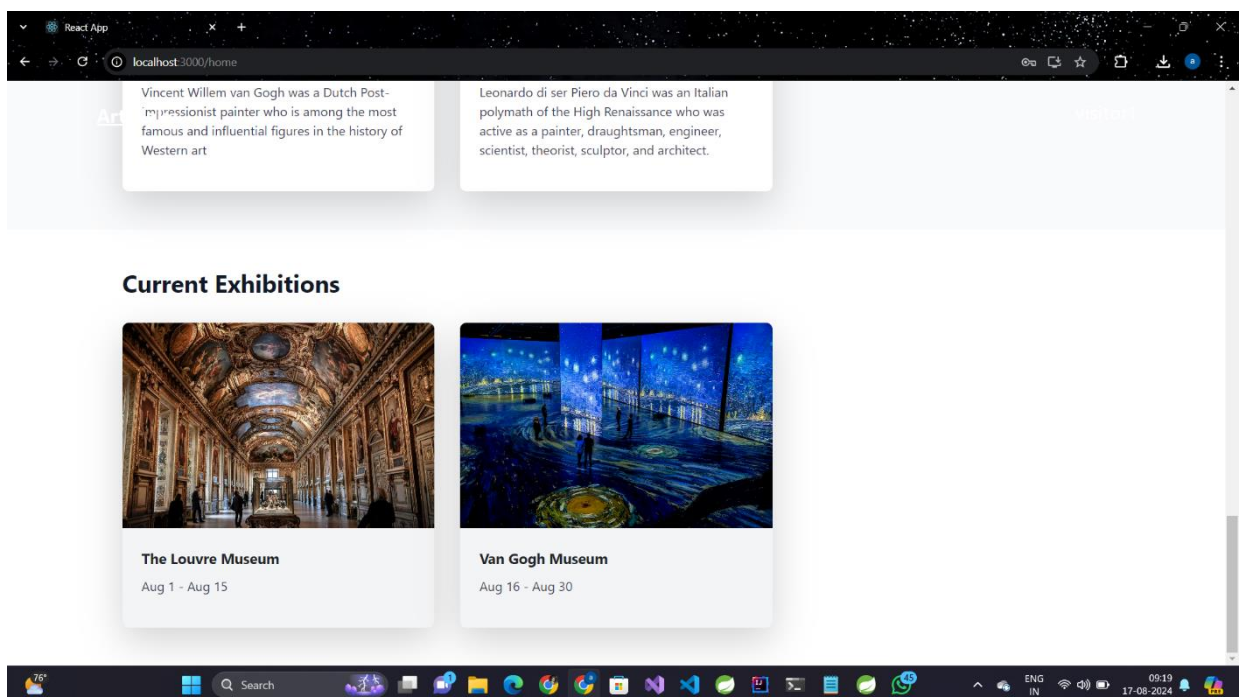 React App
localhost:3000/home
Vincent Willem van Gogh was a Dutch Post-
impressionist painter who is among the most
famous and influential figures in the history of
Western art
Leonardo di ser Piero da Vinci was an Italian
polymath of the High Renaissance who was
active as a painter, draughtsman, engineer,
scientist, theorist, sculptor, and architect.
Art
Visitors
Current Exhibitions
The Louvre Museum
Aug 1 - Aug 15
Van Gogh Museum
Aug 16 - Aug 30
76°
Search
45
ENG
IN
09:19
17-08-2024